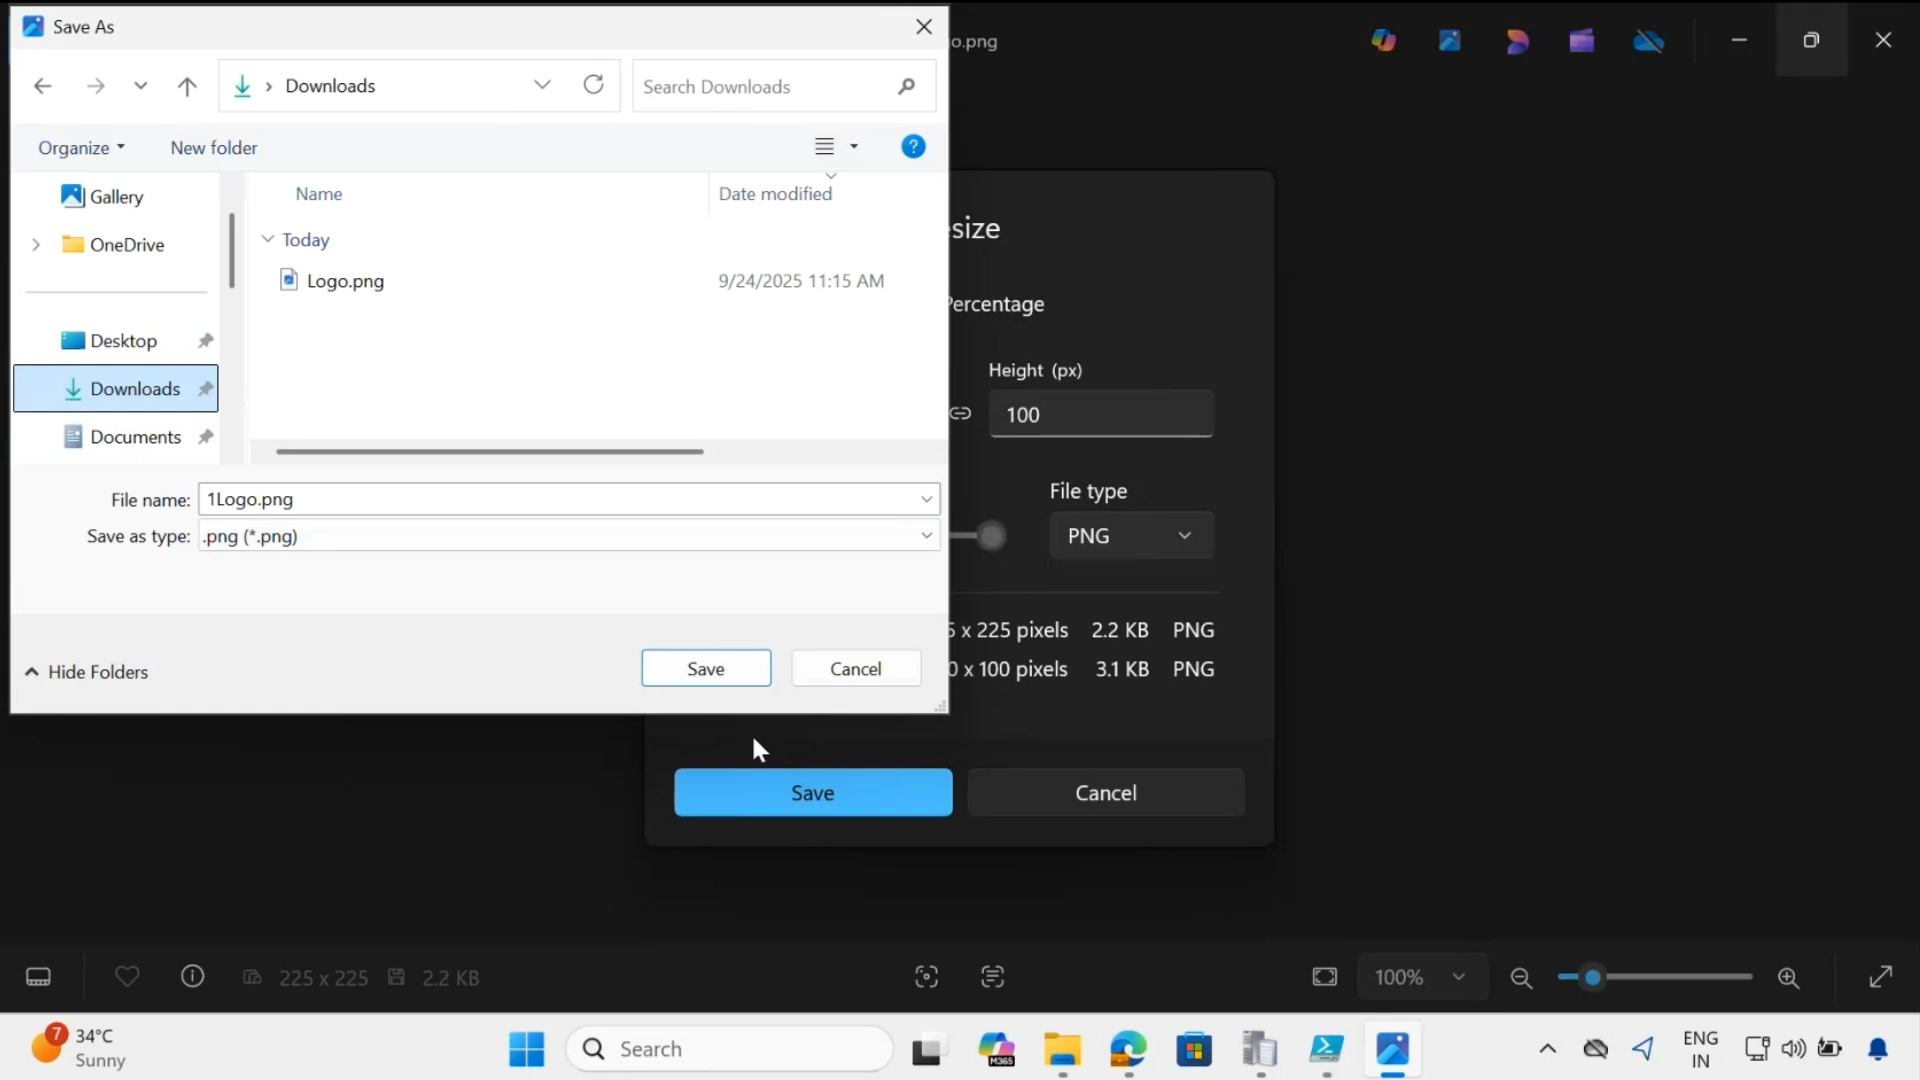 Save As
Downloads
Search Downloads
Organize
New folder
?
Gallery
OneDrive
Desktop
Downloads
Documents
Name
Date modified
Today
Logo.png
9/24/2025 11:15 AM
File name:
1Logo.png
Save as type:
.png (*.png)
Hide Folders
Save
Cancel
o.png
size
Percentage
Height (px)
100
File type
PNG
5 x 225 pixels 2.2 KB PNG
0 x 100 pixels 3.1 KB PNG
Save
Cancel
225 x 225
2.2 KB
100%
7
34°C
Sunny
Search
M365
ENG
IN